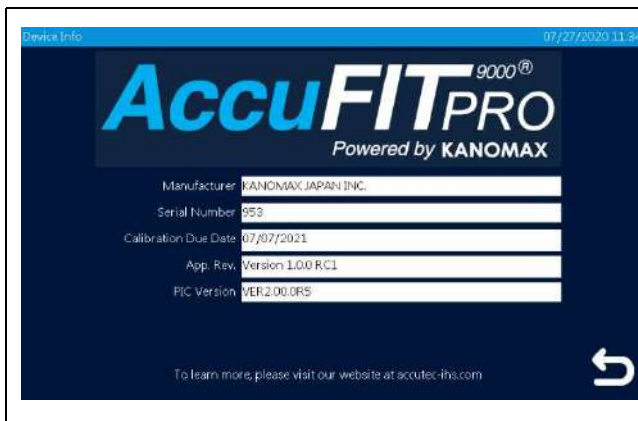 Device Info 07/27/2020 11:34
AccuFIT 9000® PRO
Powered by KANOMAX
Manufacturer KANOMAX JAPAN INC.
Serial Number 953
Calibration Due Date 07/07/2021
App. Rev. Version 1.0.0 RC1
PIC Version VER2.00.0R5
To learn more, please visit our website at accutec-ihs.com